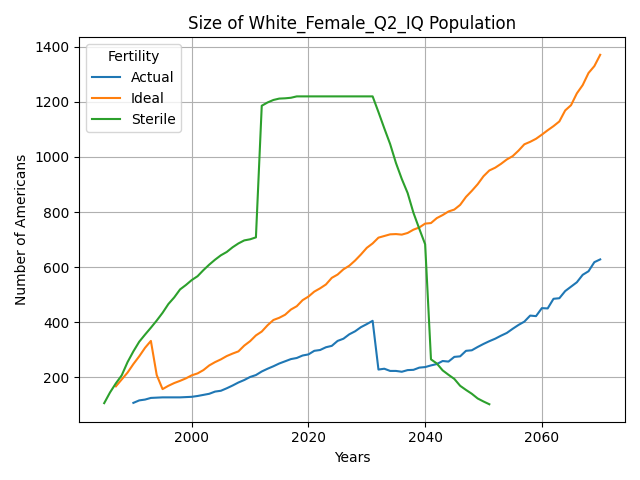 Size of White_Female_Q2_IQ Population
Fertility
Actual
Ideal
Sterile
Number of Americans
1400
1200
1000
800
600
400
200
2000
2020
2040
2060
Years